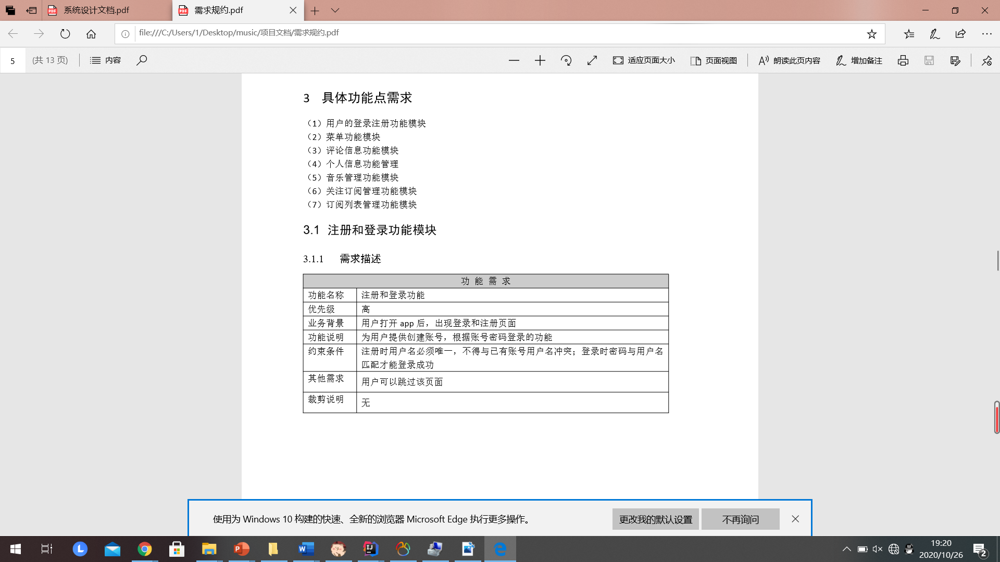 系统设计文档.pdf
需求规约.pdf
file:///C:/Users/1/Desktop/music/项目文档/需求规约.pdf
5
(共 13 页)
内容
适应页面大小
页面视图
朗读此页内容
增加备注
3 具体功能点需求
（1）用户的登录注册功能模块
（2）菜单功能模块
（3）评论信息功能模块
（4）个人信息功能管理
（5）音乐管理功能模块
（6）关注订阅管理功能模块
（7）订阅列表管理功能模块
3.1 注册和登录功能模块
3.1.1 需求描述
功 能 需 求
功能名称 注册和登录功能
优先级 高
业务背景 用户打开 app 后，出现登录和注册页面
功能说明 为用户提供创建账号，根据账号密码登录的功能
约束条件 注册时用户名必须唯一，不得与已有账号用户名冲突；登录时密码与用户名
匹配才能登录成功
其他需求 用户可以跳过该页面
裁剪说明 无
使用为 Windows 10 构建的快速、全新的浏览器 Microsoft Edge 执行更多操作。
更改我的默认设置
不再询问
19:20
2020/10/26
2